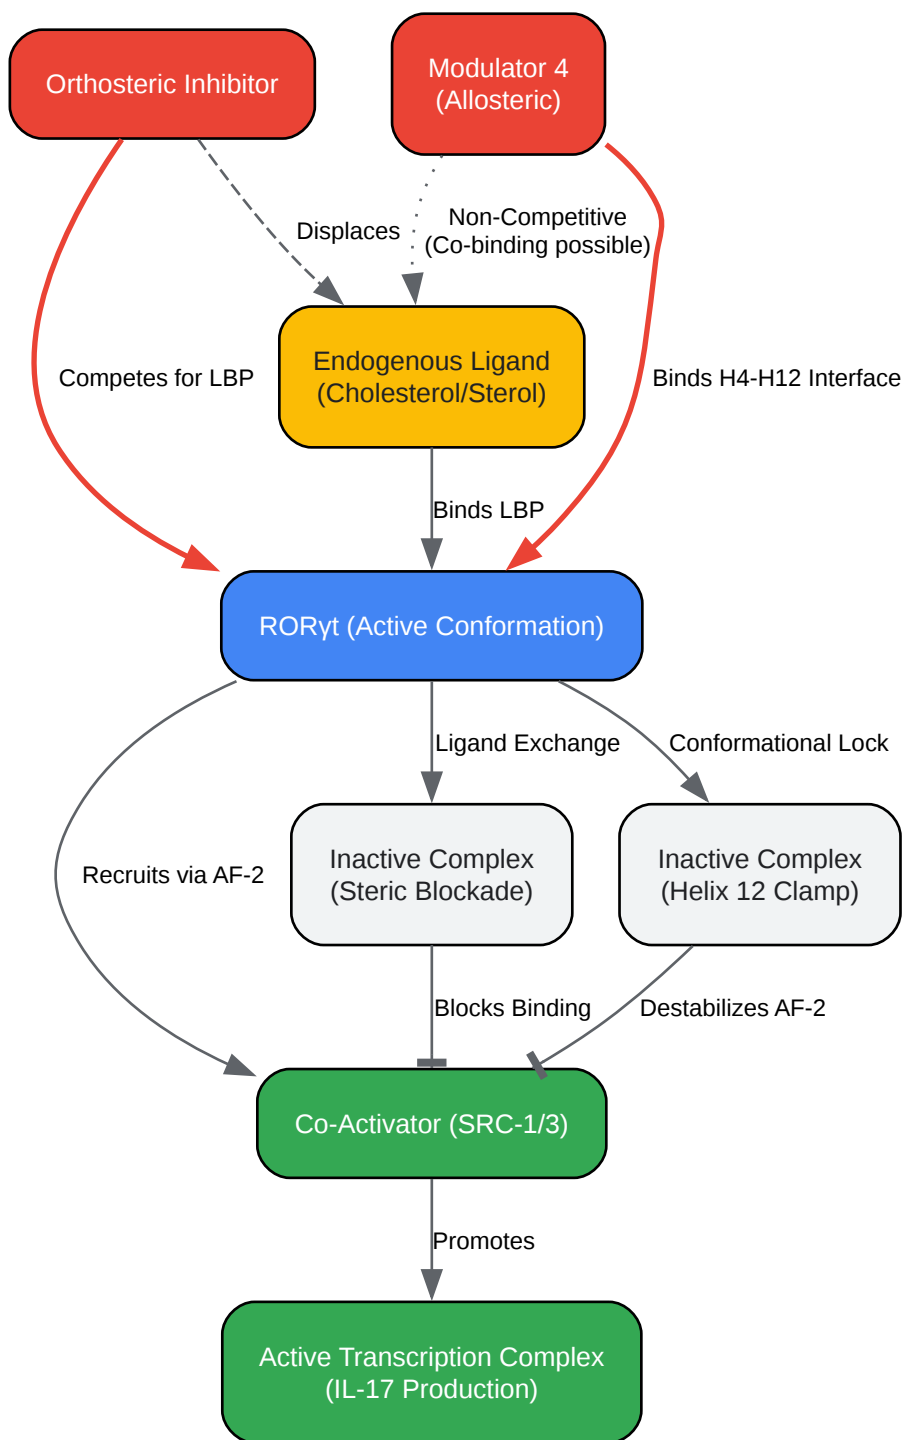 Orthosteric Inhibitor
Modulator 4
(Allosteric)
Displaces
Non-Competitive
(Co-binding possible)
Endogenous Ligand
(Cholesterol/Sterol)
Competes for LBP
Binds H4-H12 Interface
Binds LBP
RORγt (Active Conformation)
Ligand Exchange
Conformational Lock
Recruits via AF-2
Inactive Complex
(Steric Blockade)
Inactive Complex
(Helix 12 Clamp)
Blocks Binding
Destabilizes AF-2
Co-Activator (SRC-1/3)
Promotes
Active Transcription Complex
(IL-17 Production)